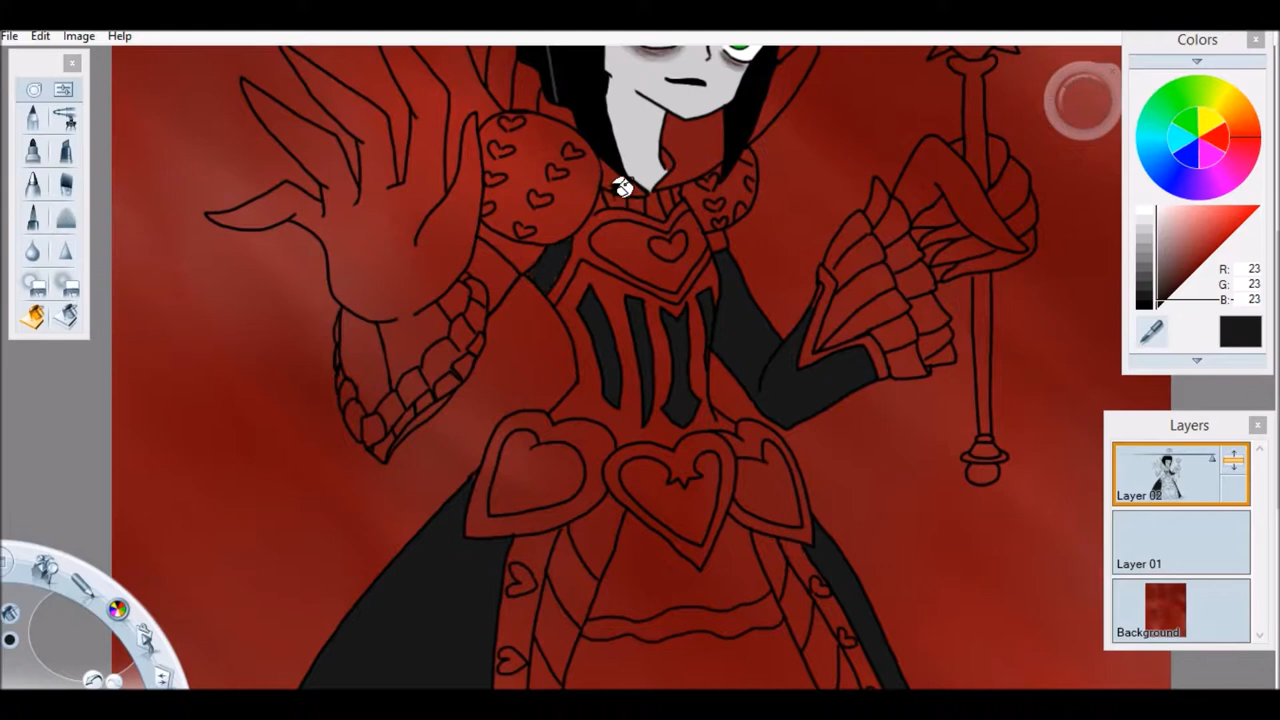 File Edit Image Help
Colors
R: 23
G: 23
B: 23
Layers
Layer 02
Layer 01
Background